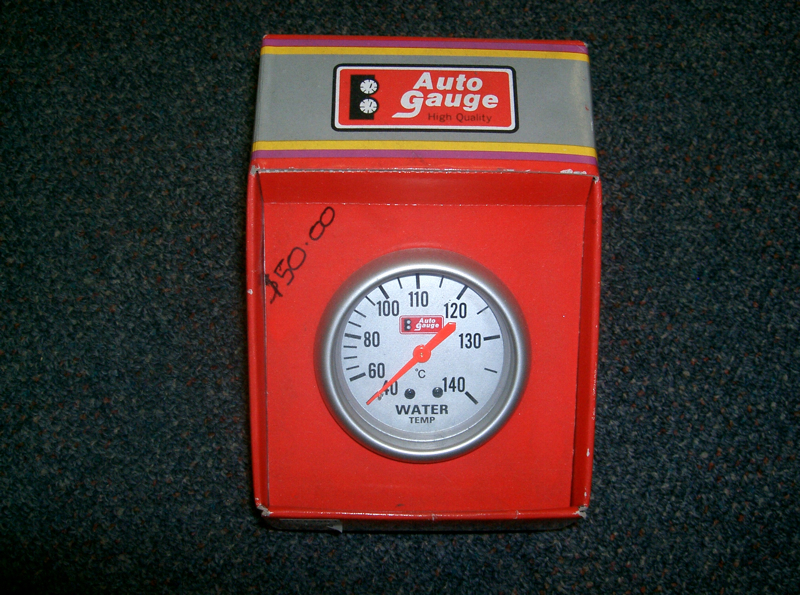 Auto
Gauge
High Quality
$50.00
110
100
120
Auto
Gauge
80
130
60
°C
40
140
WATER
TEMP